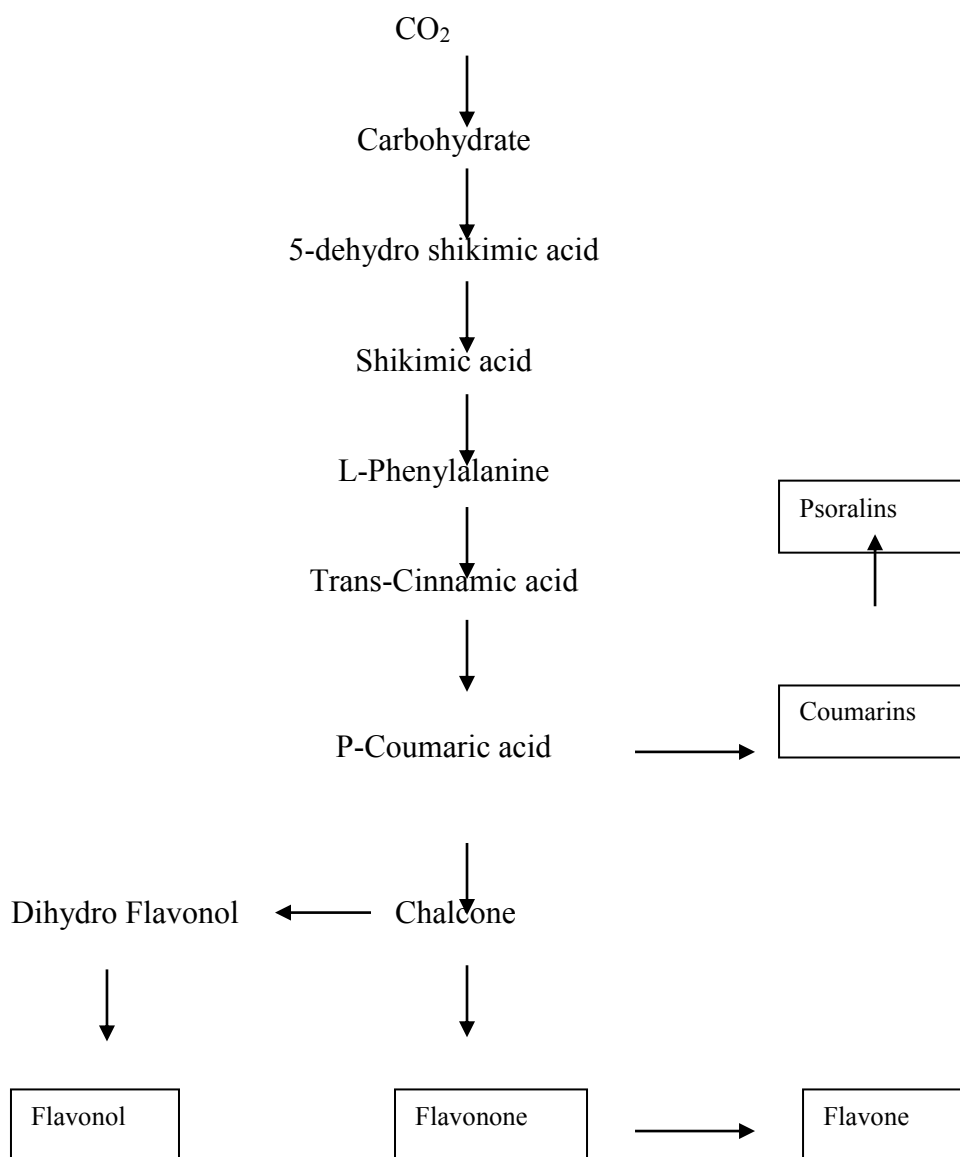 CO₂
Carbohydrate
5-dehydro shikimic acid
Shikimic acid
L-Phenylalanine
Psoralins
Trans-Cinnamic acid
Coumarins
P-Coumaric acid
Dihydro Flavonol
Chalcone
Flavonol
Flavonone
Flavone